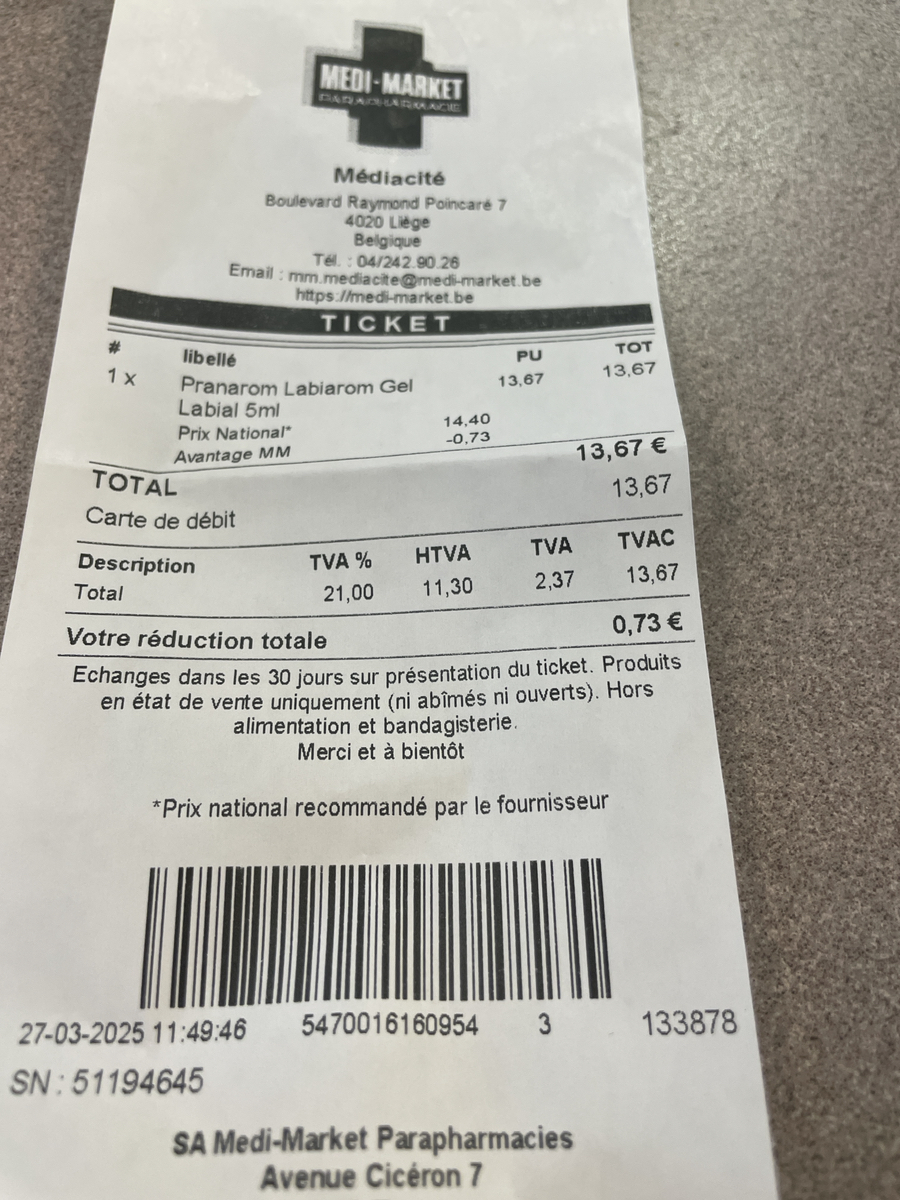 MEDI-MARKET
PARAPHARMACIE
Médiacité
Boulevard Raymond Poincaré 7
4020 Liège
Belgique
Tél. : 04/242.90.26
Email : mm.mediacite@medi-market.be
https://medi-market.be
TICKET
# libellé PU TOT
1 x Pranarom Labiarom Gel 13,67 13,67
Labial 5ml
Prix National* 14,40
Avantage MM -0,73
TOTAL 13,67 €
Carte de débit 13,67
Description TVA % HTVA TVA TVAC
Total 21,00 11,30 2,37 13,67
Votre réduction totale 0,73 €
Echanges dans les 30 jours sur présentation du ticket. Produits
en état de vente uniquement (ni abîmés ni ouverts). Hors
alimentation et bandagisterie.
Merci et à bientôt
*Prix national recommandé par le fournisseur
27-03-2025 11:49:46 5470016160954 3 133878
SN : 51194645
SA Medi-Market Parapharmacies
Avenue Cicéron 7